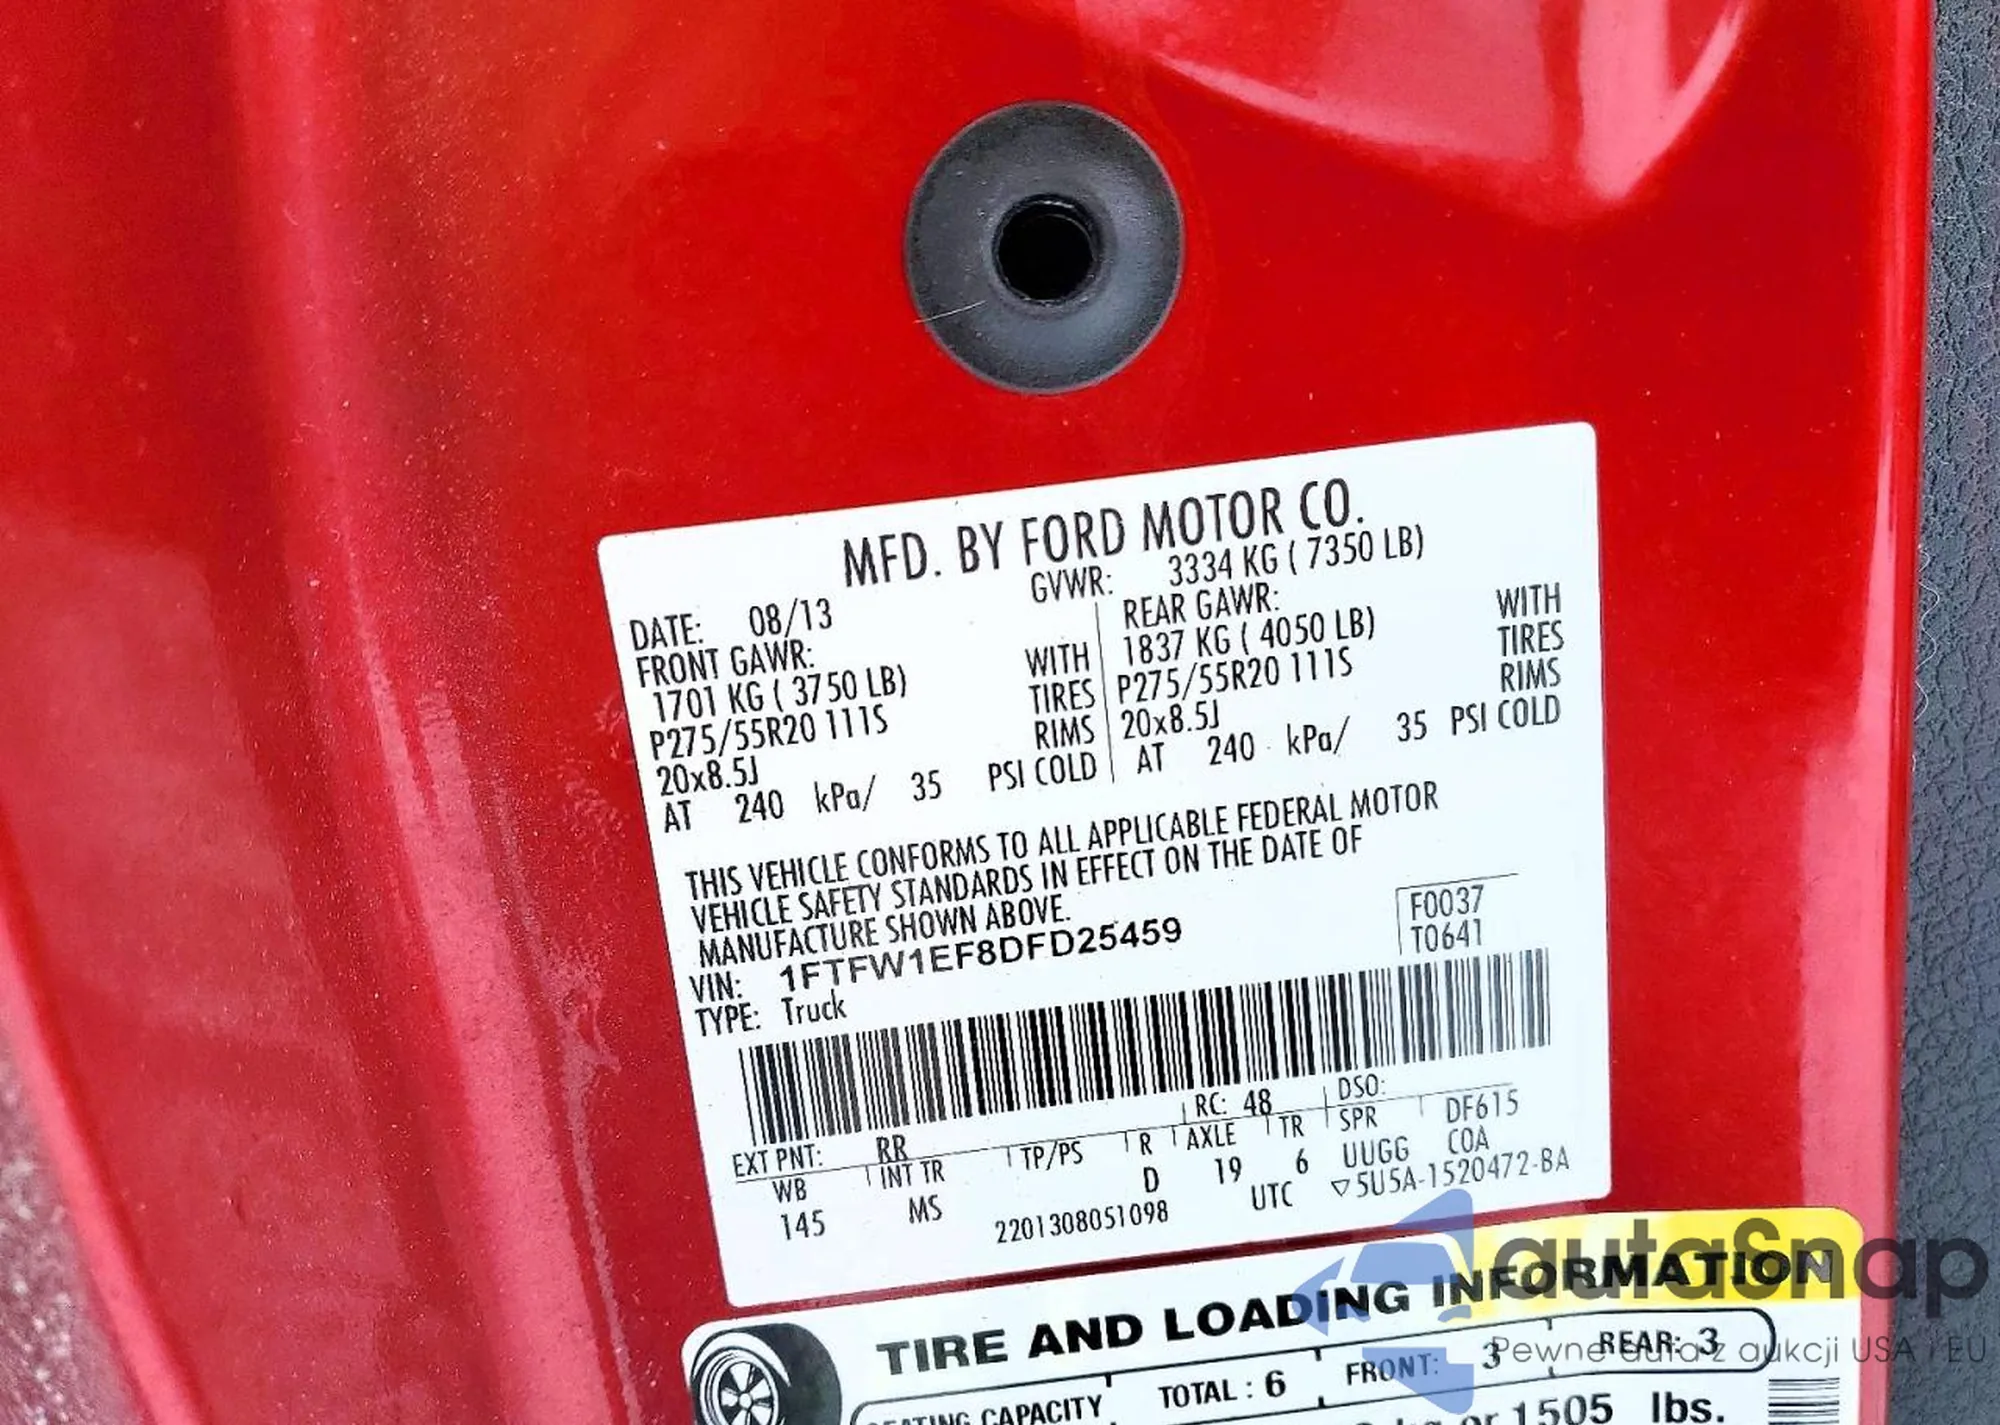 MFD. BY FORD MOTOR CO.
DATE: 08/13 GVWR: 3334 KG ( 7350 LB)
FRONT GAWR: REAR GAWR:
1701 KG ( 3750 LB) WITH 1837 KG ( 4050 LB) WITH
P275/55R20 111S TIRES P275/55R20 111S TIRES
20x8.5J RIMS 20x8.5J RIMS
AT 240 kPa/ 35 PSI COLD AT 240 kPa/ 35 PSI COLD
THIS VEHICLE CONFORMS TO ALL APPLICABLE FEDERAL MOTOR
VEHICLE SAFETY STANDARDS IN EFFECT ON THE DATE OF
MANUFACTURE SHOWN ABOVE.
VIN: 1FTFW1EF8DFD25459 F0037
TYPE: Truck T0641
EXT PNT: RR RC: 48 DSO:
WB INT TR TP/PS R AXLE TR SPR DF615
145 MS D 19 6 UUGG COA
2201308051098 UTC ▽5U5A-1520472-BA
TIRE AND LOADING INFORMATION
SEATING CAPACITY TOTAL : 6 FRONT: 3 REAR: 3
kg or 1505 lbs.
autaSnap
Pewne auta z aukcji USA i EU